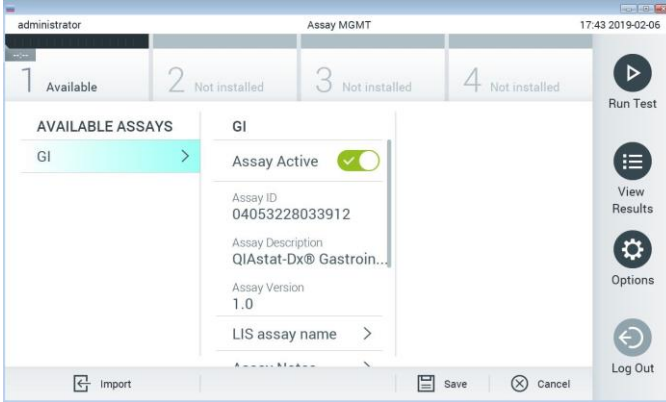 administrator Assay MGMT 17:43 2019-02-06
1 Available 2 Not installed 3 Not installed 4 Not installed
Run Test
AVAILABLE ASSAYS GI
GI Assay Active
Assay ID
04053228033912
View
Results
Assay Description
QIAstat-Dx® Gastroin...
Options
Assay Version
1.0
LIS assay name
Assay Notes
Log Out
Import Save Cancel